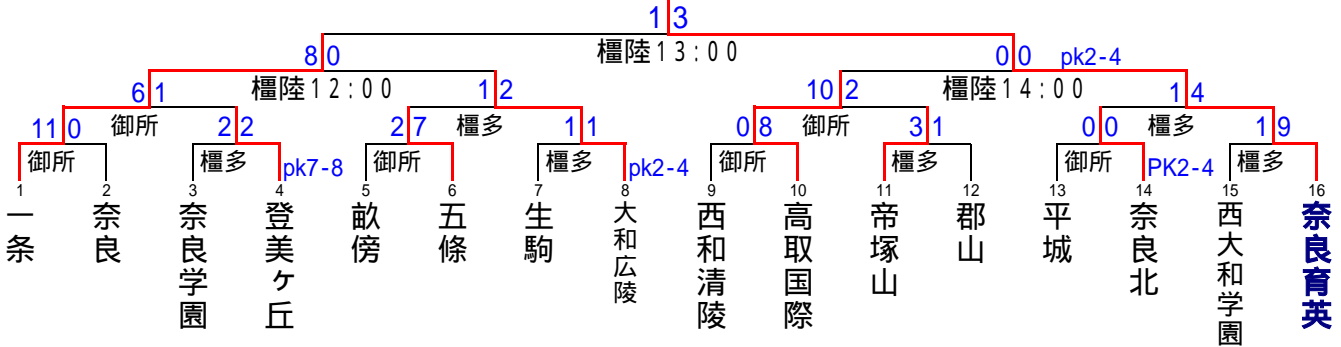 1 3
橿陸13:00
8 0
0 0 pk2-4
橿陸12:00
橿陸14:00
6 1
1 2
10 2
1 4
御所
橿多
御所
橿多
11 0
2 2
2 7
1 1
0 8
3 1
0 0
1 9
御所
橿多
pk7-8
御所
橿多
pk2-4
御所
橿多
御所
PK2-4
橿多
1
2
3
4
5
6
7
8
9
10
11
12
13
14
15
16
一条
奈良
奈良学園
登美ヶ丘
畝傍
五條
生駒
大和広陵
西和清陵
高取国際
帝塚山
郡山
平城
奈良北
西大和学園
奈良育英